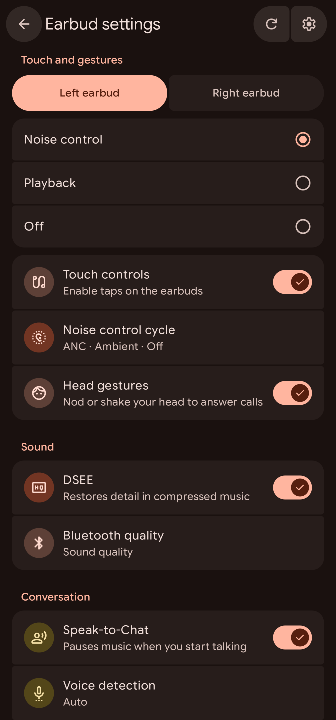 Earbud settings
Touch and gestures
Left earbud
Right earbud
Noise control
Playback
Off
Touch controls
Enable taps on the earbuds
Noise control cycle
ANC · Ambient · Off
Head gestures
Nod or shake your head to answer calls
Sound
HQ
DSEE
Restores detail in compressed music
Bluetooth quality
Sound quality
Conversation
Speak-to-Chat
Pauses music when you start talking
Voice detection
Auto